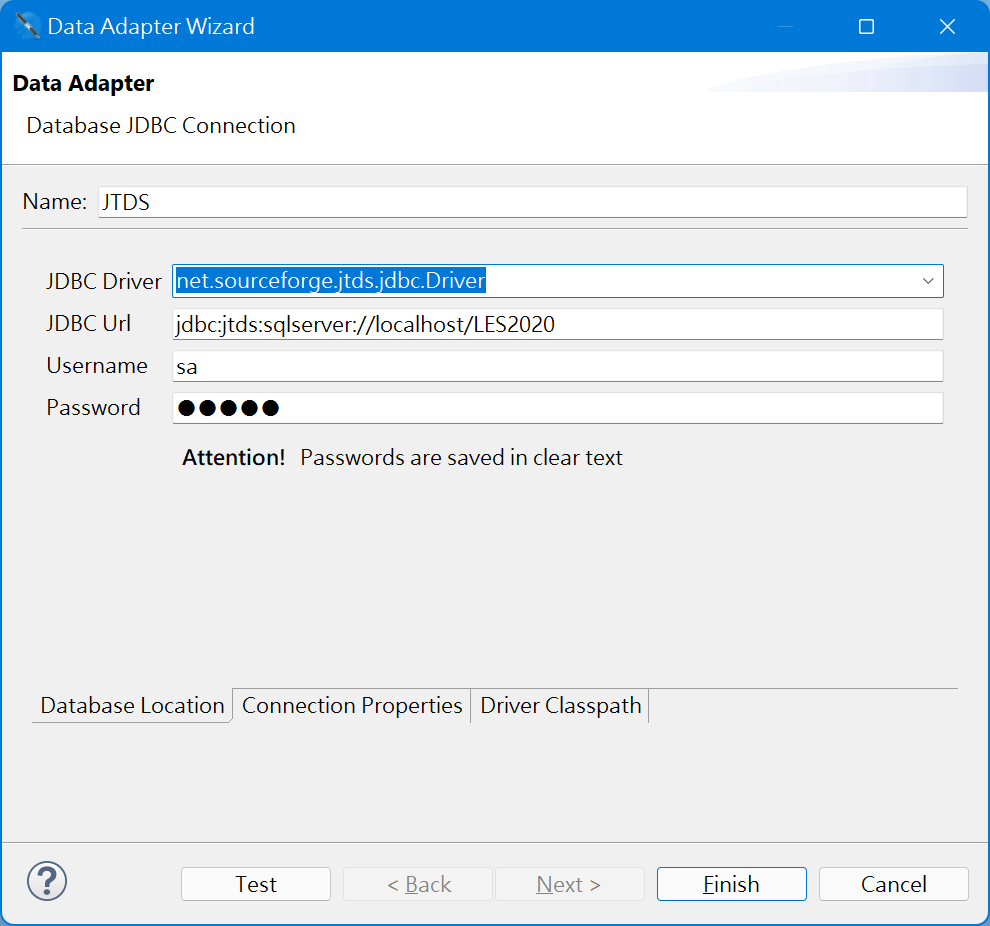 Data Adapter Wizard
Data Adapter
Database JDBC Connection
Name: JTDS
JDBC Driver net.sourceforge.jtds.jdbc.Driver
JDBC Url jdbc:jtds:sqlserver://localhost/LES2020
Username sa
Password ●●●●●
Attention! Passwords are saved in clear text
Database Location Connection Properties Driver Classpath
? Test < Back Next > Finish Cancel